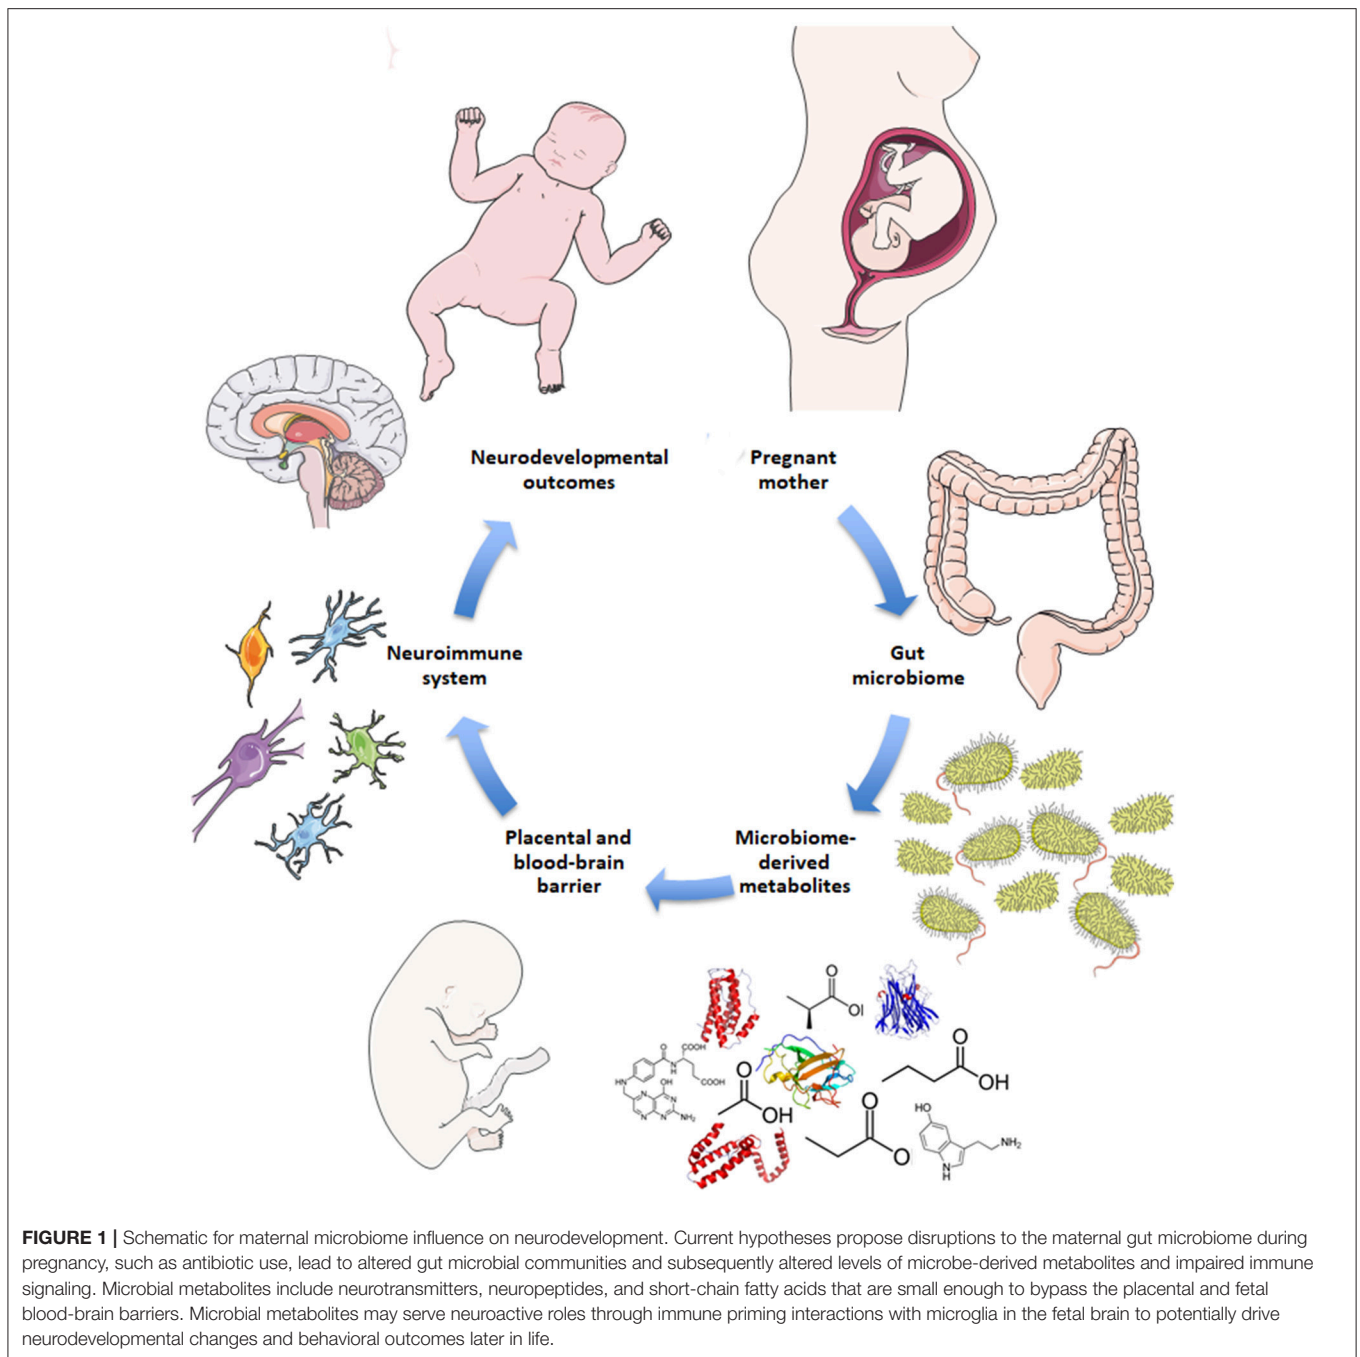 Neurodevelopmental
outcomes
Pregnant
mother
Gut
microbiome
Neuroimmune
system
Placental and
blood-brain
barrier
Microbiome-
derived
metabolites
O
OI
O
OH
O
COOH
N
H
COOH
HN
OH
N
N
N
N
NH₂
O
OH
O
O
HO
NH₂
N
H
FIGURE 1 | Schematic for maternal microbiome influence on neurodevelopment. Current hypotheses propose disruptions to the maternal gut microbiome during
pregnancy, such as antibiotic use, lead to altered gut microbial communities and subsequently altered levels of microbe-derived metabolites and impaired immune
signaling. Microbial metabolites include neurotransmitters, neuropeptides, and short-chain fatty acids that are small enough to bypass the placental and fetal
blood-brain barriers. Microbial metabolites may serve neuroactive roles through immune priming interactions with microglia in the fetal brain to potentially drive
neurodevelopmental changes and behavioral outcomes later in life.